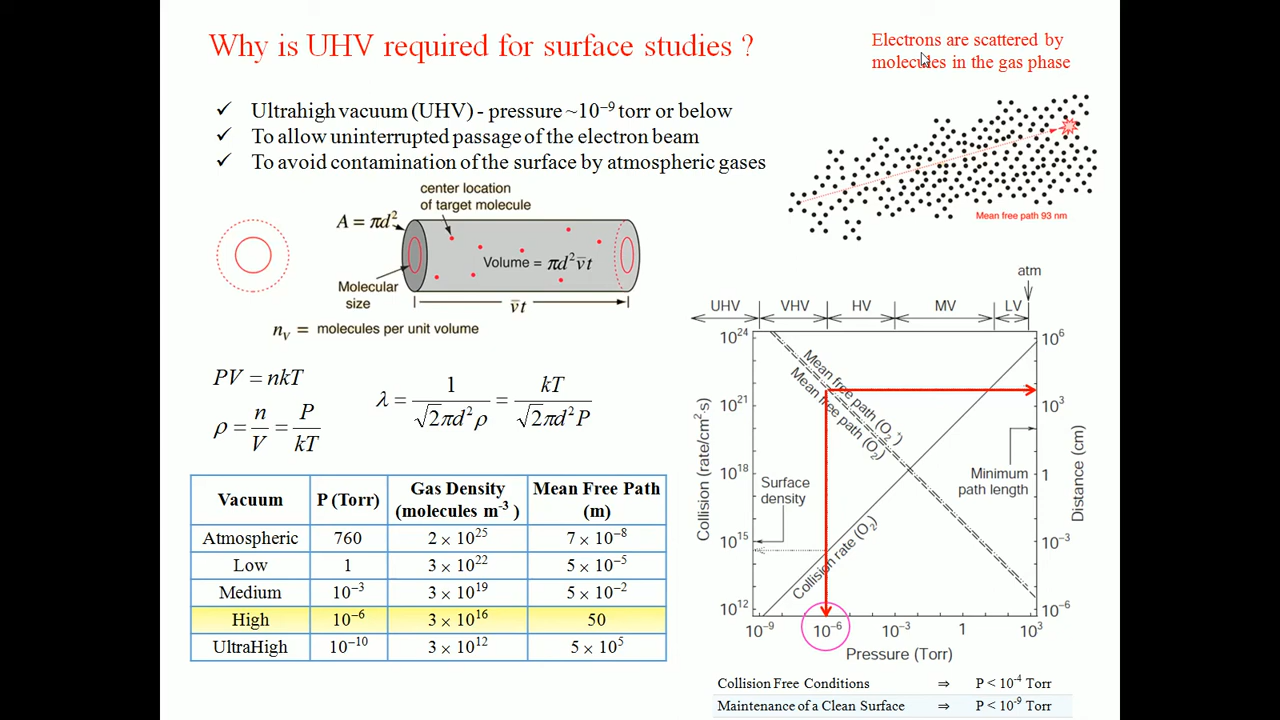 Why is UHV required for surface studies ?
Electrons are scattered by
molecules in the gas phase
✓ Ultrahigh vacuum (UHV) - pressure ~10⁻⁹ torr or below
✓ To allow uninterrupted passage of the electron beam
✓ To avoid contamination of the surface by atmospheric gases
Mean free path 93 nm
center location
of target molecule
A = πd²
Volume = πd²v̄t
Molecular
size
v̄t
nᵥ = molecules per unit volume
PV = nkT
ρ = n/V = P/kT
λ = 1/(√2πd²ρ) = kT/(√2πd²P)
Vacuum P (Torr) Gas Density (molecules m⁻³ ) Mean Free Path (m)
Atmospheric 760 2 × 10²⁵ 7 × 10⁻⁸
Low 1 3 × 10²² 5 × 10⁻⁵
Medium 10⁻³ 3 × 10¹⁹ 5 × 10⁻²
High 10⁻⁶ 3 × 10¹⁶ 50
UltraHigh 10⁻¹⁰ 3 × 10¹² 5 × 10⁵
atm
UHV VHV HV MV LV
10²⁴
10²¹
10¹⁸
10¹⁵
10¹²
Collision (rate/cm²·s)
Mean free path (O₂⁺)
Mean free path (O₂)
Surface
density
Collision rate (O₂)
Minimum
path length
10⁶
10³
1
10⁻³
10⁻⁶
Distance (cm)
10⁻⁹ 10⁻⁶ 10⁻³ 1 10³
Pressure (Torr)
Collision Free Conditions ⇒ P < 10⁻⁴ Torr
Maintenance of a Clean Surface ⇒ P < 10⁻⁹ Torr